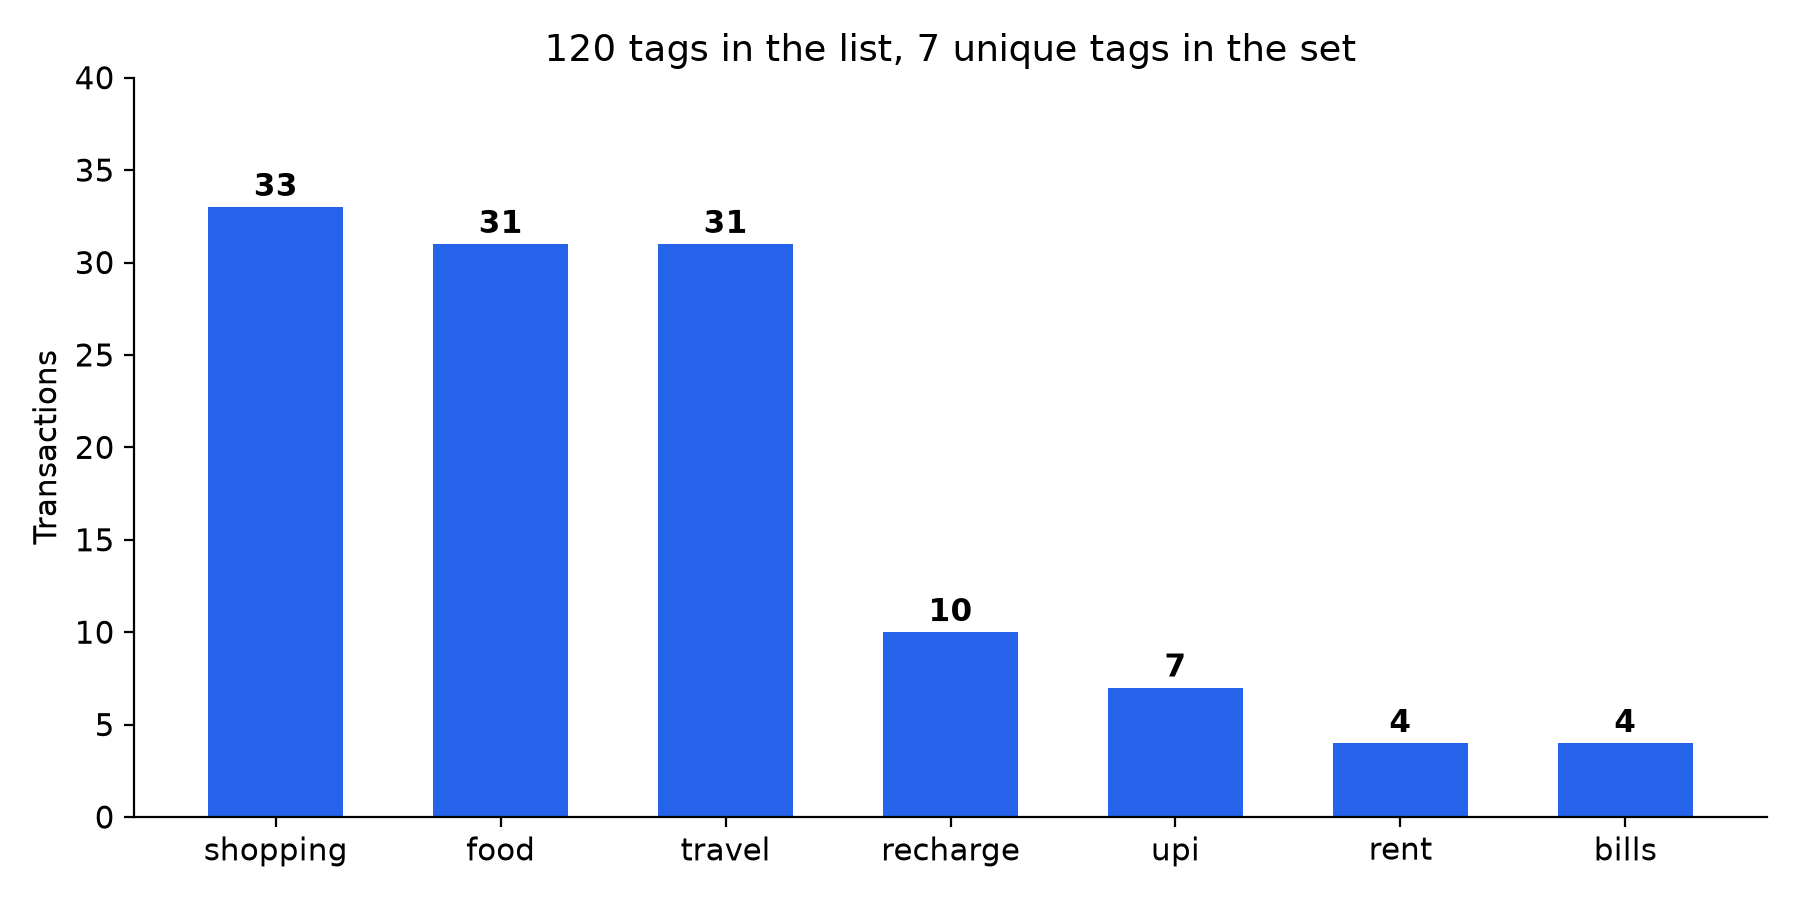 120 tags in the list, 7 unique tags in the set
Transactions
40
35
30
25
20
15
10
5
0
33
31
31
10
7
4
4
shopping
food
travel
recharge
upi
rent
bills